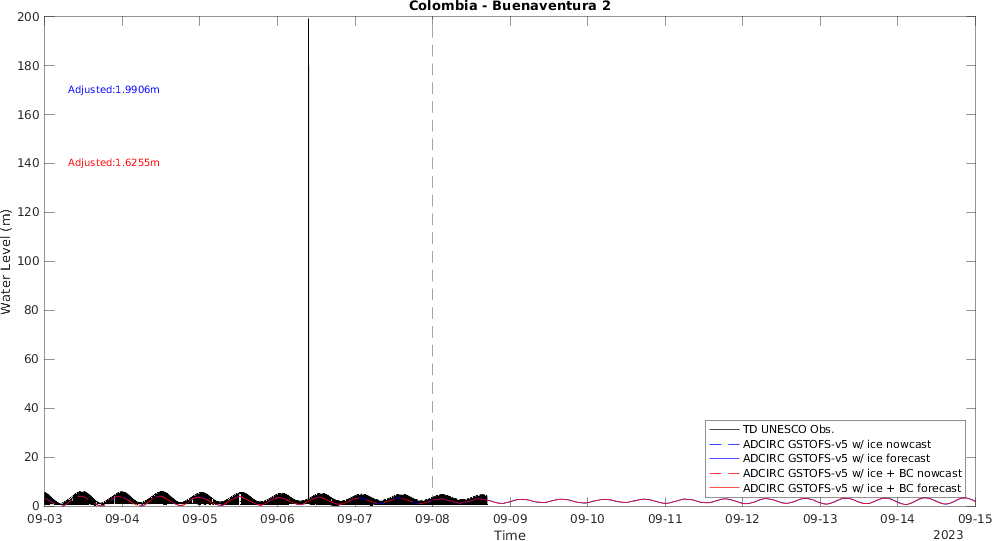 Colombia - Buenaventura 2
200
180
160
140
120
100
80
60
40
20
0
Water Level (m)
Adjusted:1.9906m
Adjusted:1.6255m
TD UNESCO Obs.
ADCIRC GSTOFS-v5 w/ ice nowcast
ADCIRC GSTOFS-v5 w/ ice forecast
ADCIRC GSTOFS-v5 w/ ice + BC nowcast
ADCIRC GSTOFS-v5 w/ ice + BC forecast
09-03 09-04 09-05 09-06 09-07 09-08 09-09 09-10 09-11 09-12 09-13 09-14 09-15
Time
2023